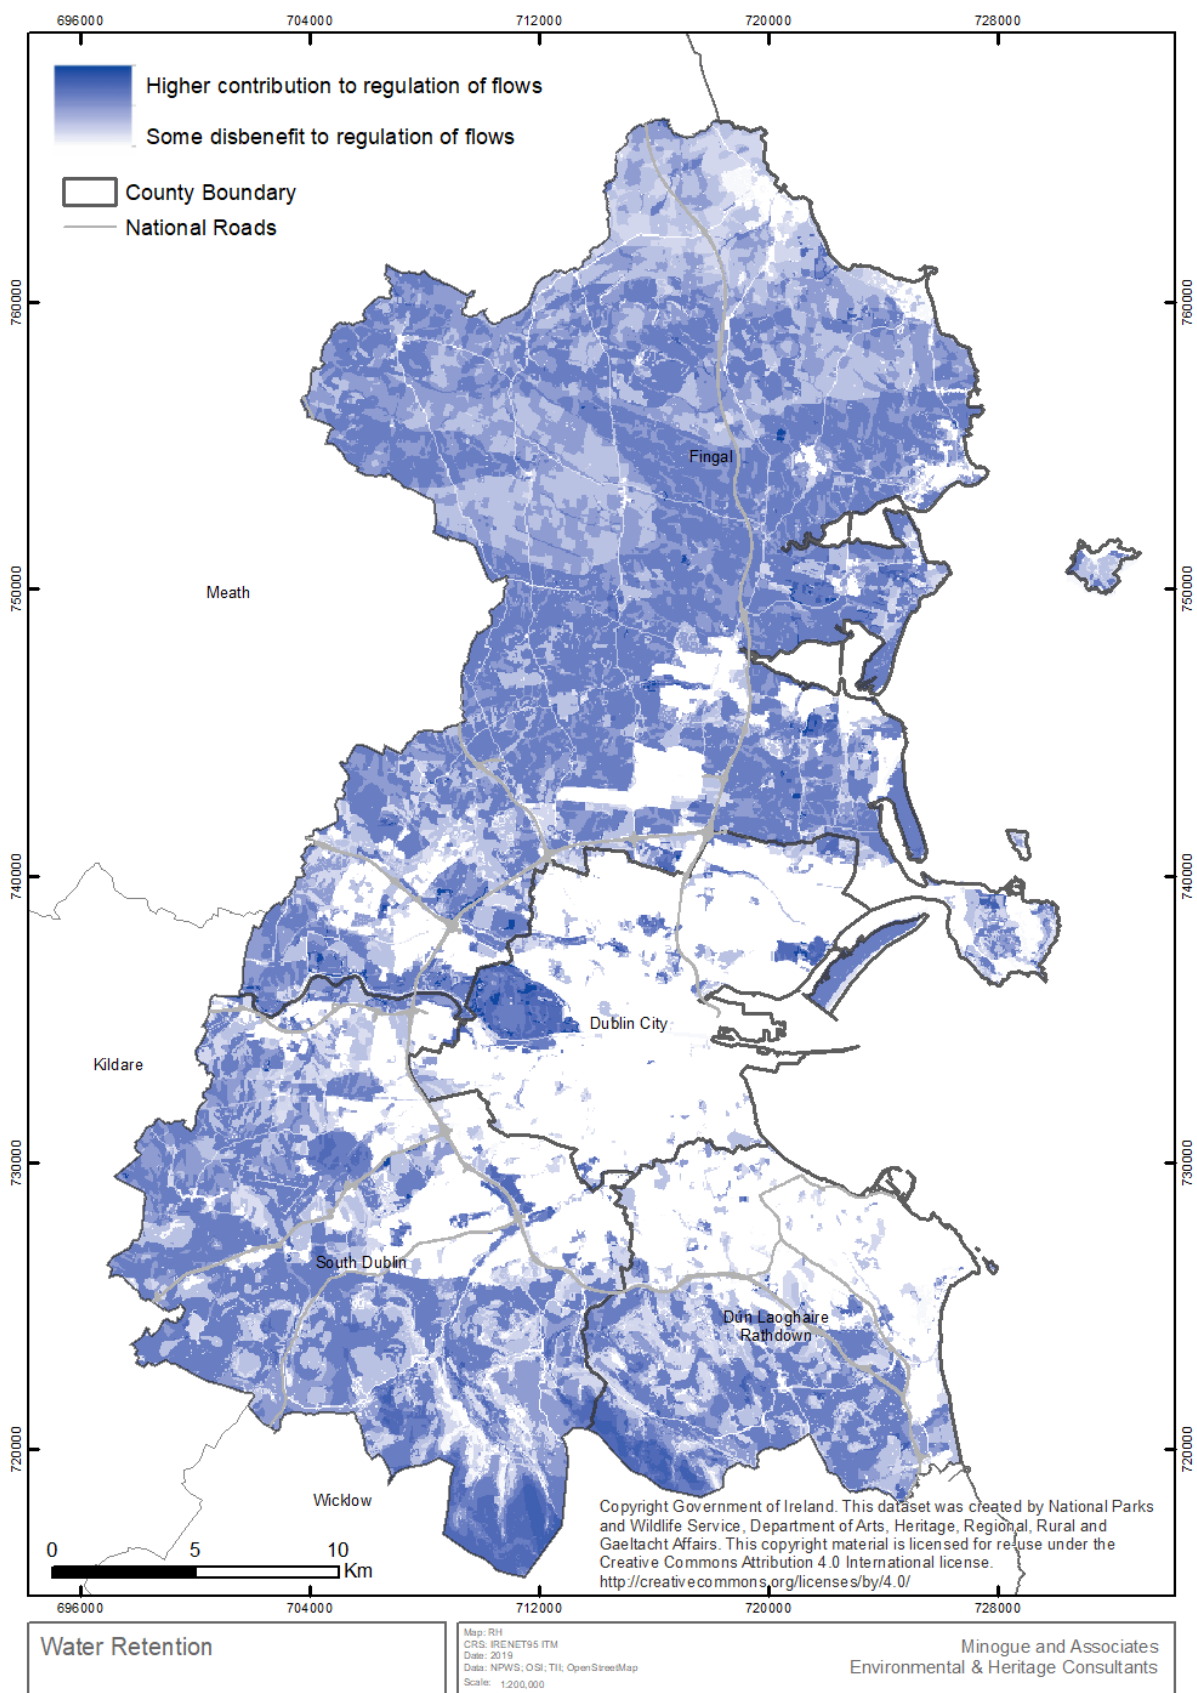 696000 704000 712000 720000 728000
Higher contribution to regulation of flows
Some disbenefit to regulation of flows
County Boundary
National Roads
760000
760000
Fingal
750000
Meath
750000
740000
740000
Dublin City
Kildare
730000
730000
South Dublin
Dún Laoghaire
Rathdown
720000
720000
Wicklow
Copyright Government of Ireland. This dataset was created by National Parks
and Wildlife Service, Department of Arts, Heritage, Regional, Rural and
Gaeltacht Affairs. This copyright material is licensed for re-use under the
Creative Commons Attribution 4.0 International license.
http://creativecommons.org/licenses/by/4.0/
0 5 10
Km
696000 704000 712000 720000 728000
Water Retention
Map: RH
CRS: IRENET95 ITM
Date: 2019
Data: NPWS; OSI; TII; OpenStreetMap
Scale: 1:200,000
Minogue and Associates
Environmental & Heritage Consultants